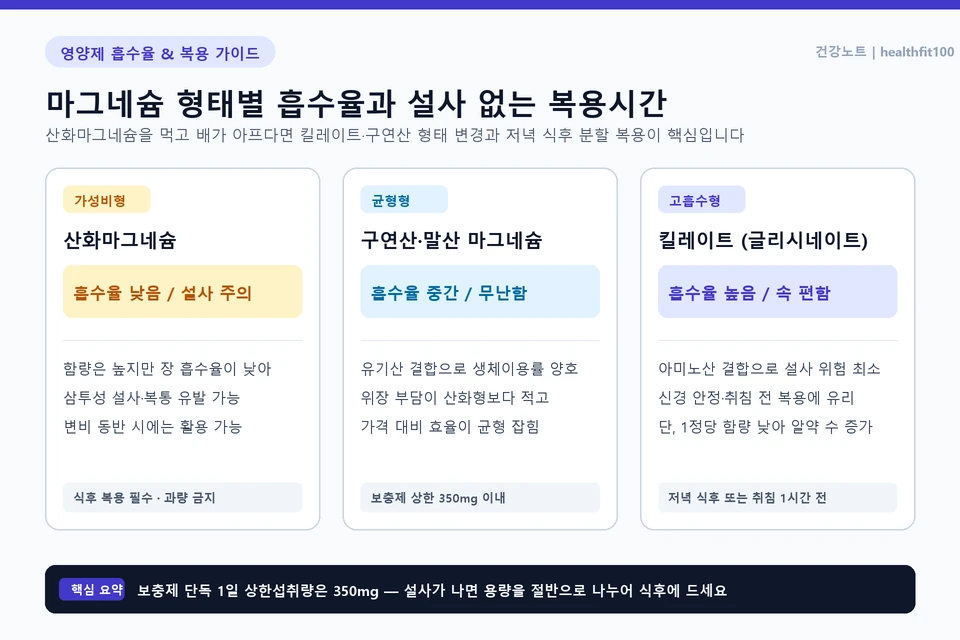 영양제 흡수율 & 복용 가이드
건강노트 | healthfit100
마그네슘 형태별 흡수율과 설사 없는 복용시간
산화마그네슘을 먹고 배가 아프다면 킬레이트·구연산 형태 변경과 저녁 식후 분할 복용이 핵심입니다
가성비형
산화마그네슘
흡수율 낮음 / 설사 주의
함량은 높지만 장 흡수율이 낮아
삼투성 설사·복통 유발 가능
변비 동반 시에는 활용 가능
식후 복용 필수 · 과량 금지
균형형
구연산·말산 마그네슘
흡수율 중간 / 무난함
유기산 결합으로 생체이용률 양호
위장 부담이 산화형보다 적고
가격 대비 효율이 균형 잡힘
보충제 상한 350mg 이내
고흡수형
킬레이트 (글리시네이트)
흡수율 높음 / 속 편함
아미노산 결합으로 설사 위험 최소
신경 안정·취침 전 복용에 유리
단, 1정당 함량 낮아 알약 수 증가
저녁 식후 또는 취침 1시간 전
핵심 요약
보충제 단독 1일 상한섭취량은 350mg — 설사가 나면 용량을 절반으로 나누어 식후에 드세요